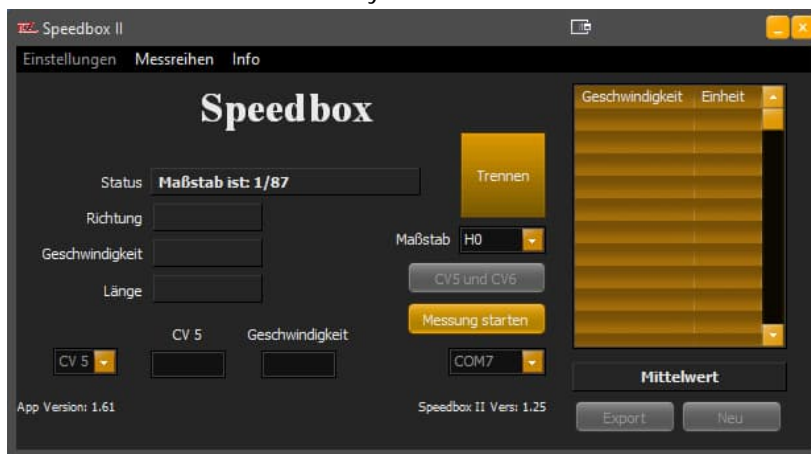 Speedbox II
Einstellungen Messreihen Info
Speedbox
Status Maßstab ist: 1/87
Richtung
Geschwindigkeit
Länge
CV 5 Geschwindigkeit
CV 5
App Version: 1.61
Trennen
Maßstab H0
CV5 und CV6
Messung starten
COM7
Speedbox II Vers: 1.25
Geschwindigkeit Einheit
Mittelwert
Export Neu